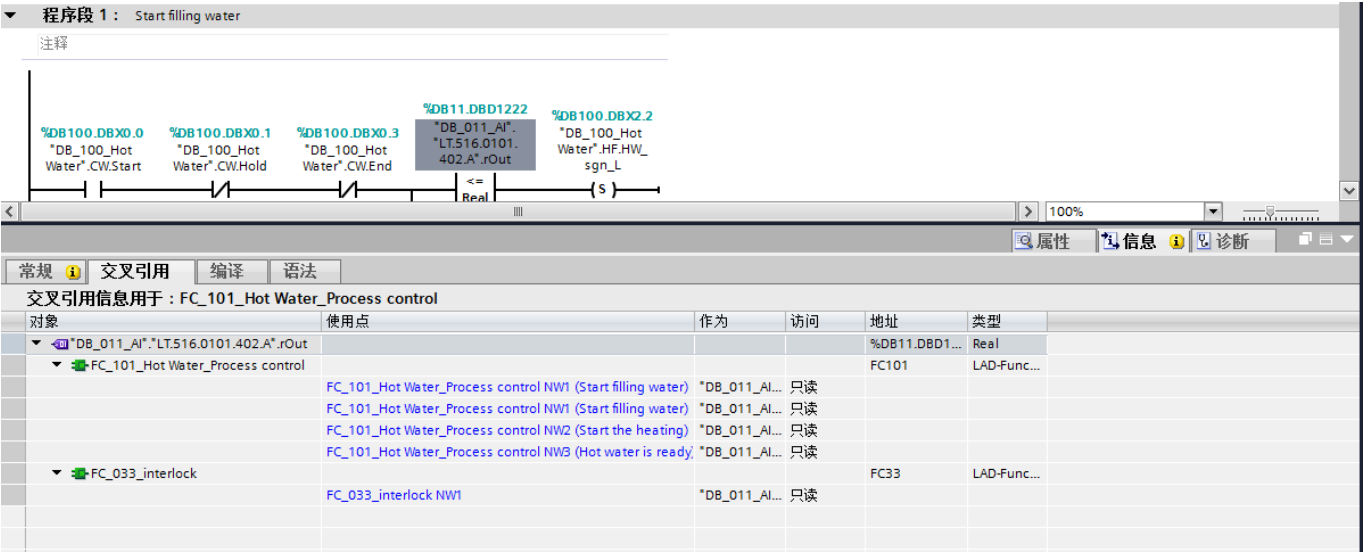 程序段 1： Start filling water
注释
%DB100.DBX0.0
"DB_100_Hot
Water".CW.Start
%DB100.DBX0.1
"DB_100_Hot
Water".CW.Hold
%DB100.DBX0.3
"DB_100_Hot
Water".CW.End
%DB11.DBD1222
"DB_011_AI".
"LT.516.0101.
402.A".rOut
<=
Real
%DB100.DBX2.2
"DB_100_Hot
Water".HF.HW_
sgn_L
S
100%
属性 信息 诊断
常规 交叉引用 编译 语法
交叉引用信息用于：FC_101_Hot Water_Process control
对象 使用点 作为 访问 地址 类型
"DB_011_AI"."LT.516.0101.402.A".rOut %DB11.DBD1... Real
FC_101_Hot Water_Process control FC101 LAD-Func...
FC_101_Hot Water_Process control NW1 (Start filling water) "DB_011_AI... 只读
FC_101_Hot Water_Process control NW1 (Start filling water) "DB_011_AI... 只读
FC_101_Hot Water_Process control NW2 (Start the heating) "DB_011_AI... 只读
FC_101_Hot Water_Process control NW3 (Hot water is ready) "DB_011_AI... 只读
FC_033_interlock FC33 LAD-Func...
FC_033_interlock NW1 "DB_011_AI... 只读